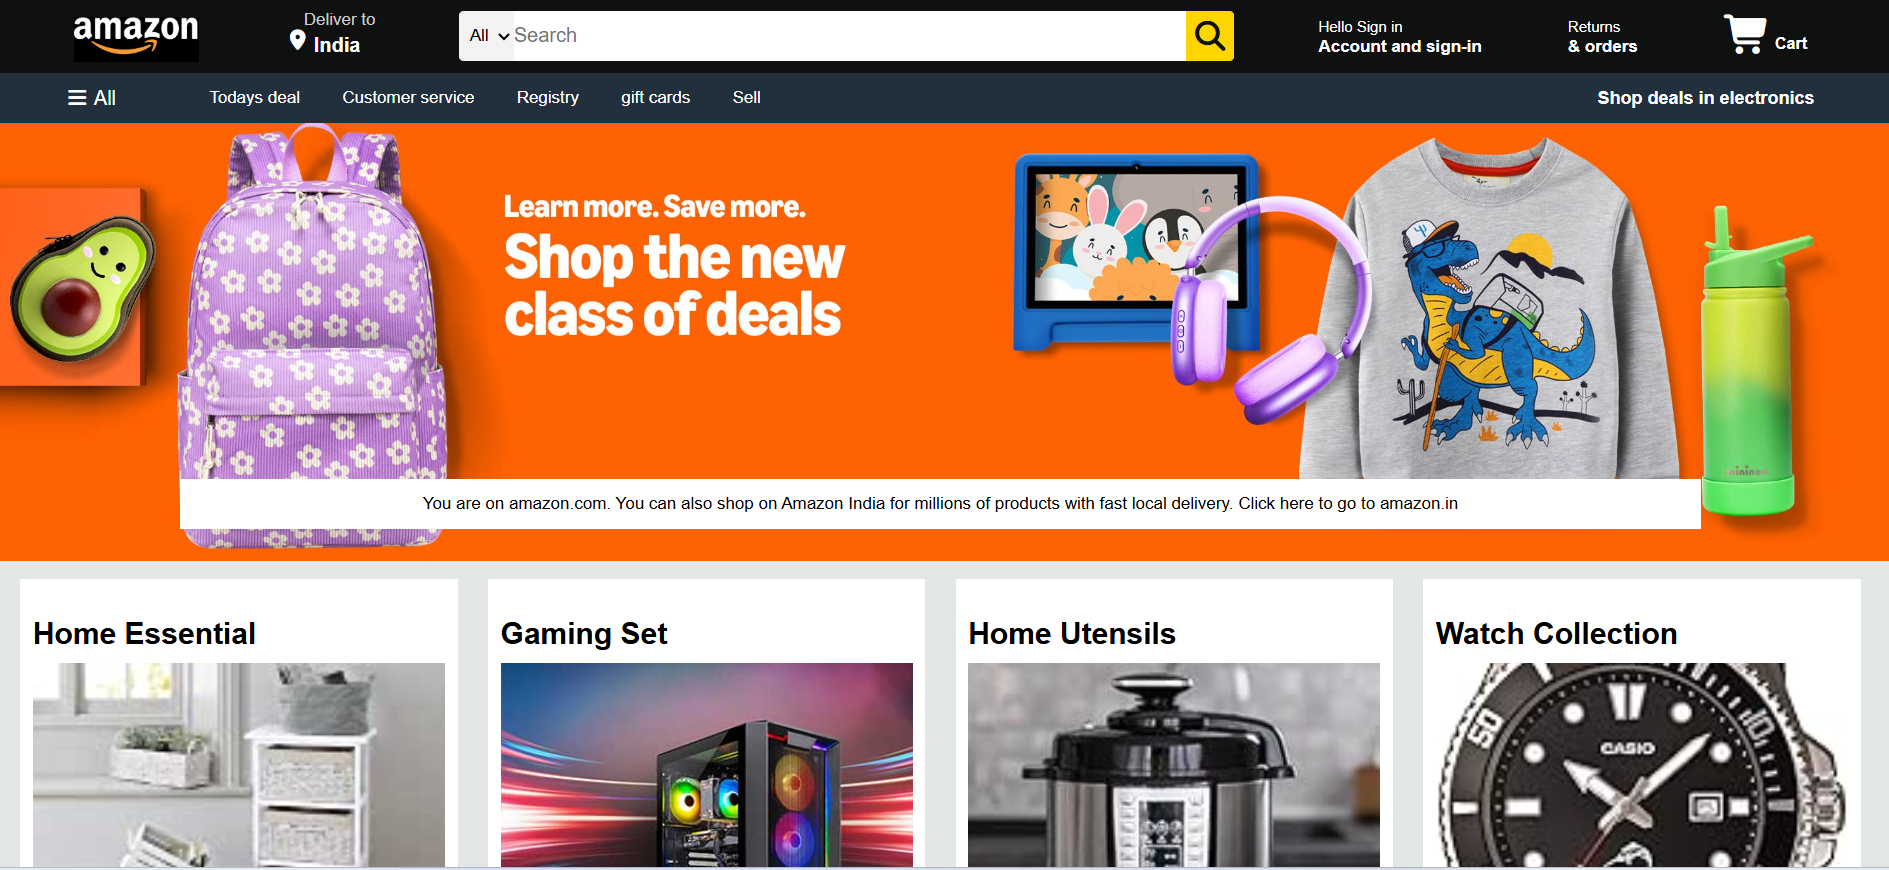 amazon
Deliver to
India
All
Search
Hello Sign in
Account and sign-in
Returns
& orders
Cart
All
Todays deal
Customer service
Registry
gift cards
Sell
Shop deals in electronics
Learn more. Save more.
Shop the new
class of deals
You are on amazon.com. You can also shop on Amazon India for millions of products with fast local delivery. Click here to go to amazon.in
Home Essential
Gaming Set
Home Utensils
Watch Collection
50
10
CASIO